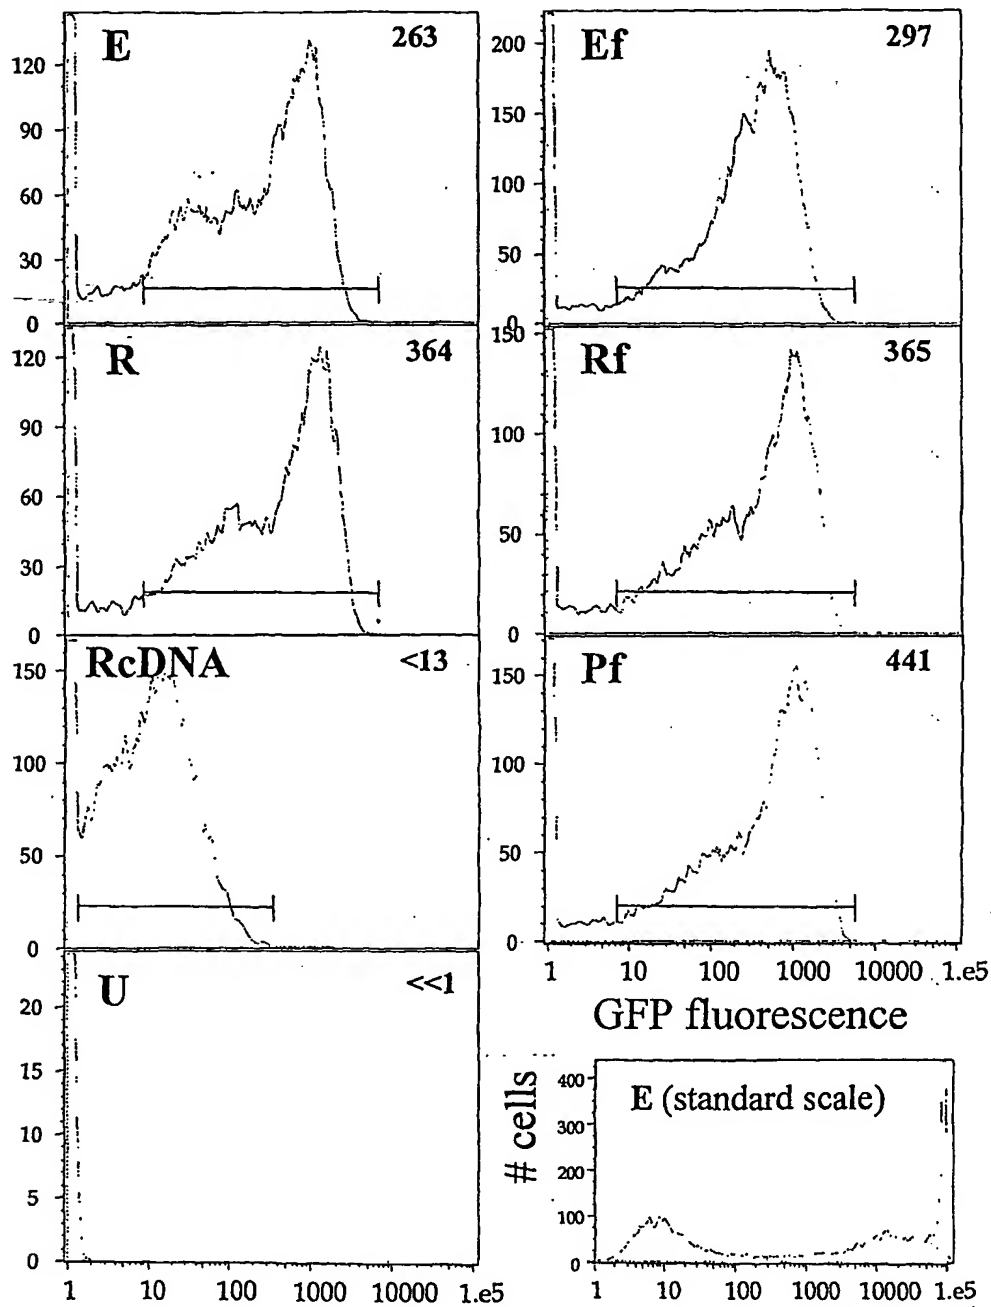 E 263
120
90
60
30
0
Ef 297
200
150
100
50
0
R 364
120
90
60
30
0
Rf 365
150
100
50
0
RcDNA <13
150
100
50
0
Pf 441
150
100
50
0
1 10 100 1000 10000 1.e5
GFP fluorescence
U <<1
20
15
10
5
0
1 10 100 1000 10000 1.e5
# cells
E (standard scale)
400
300
200
100
0
1 10 100 1000 10000 1.e5